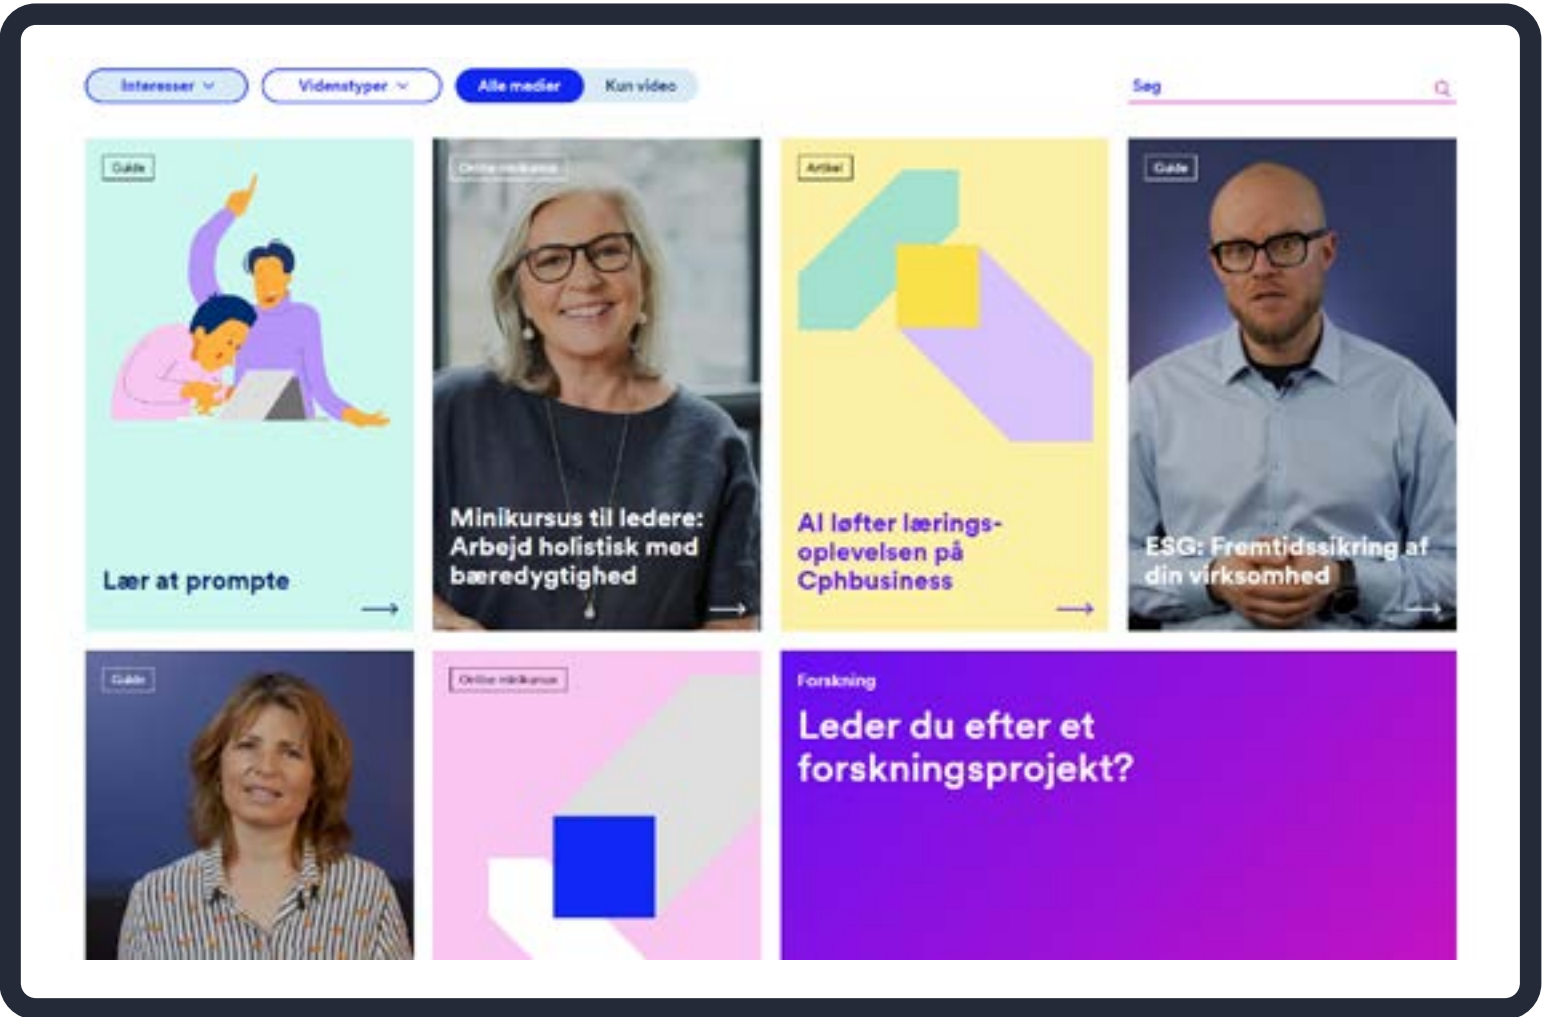 Interesser
Videnstyper
Alle medier
Kun video
Søg
Guide
Lær at prompte
Online minikursus
Minikursus til ledere:
Arbejd holistisk med
bæredygtighed
Artikel
AI løfter lærings-
oplevelsen på
Cphbusiness
Guide
ESG: Fremtidssikring af
din virksomhed
Guide
Online minikursus
Forskning
Leder du efter et
forskningsprojekt?